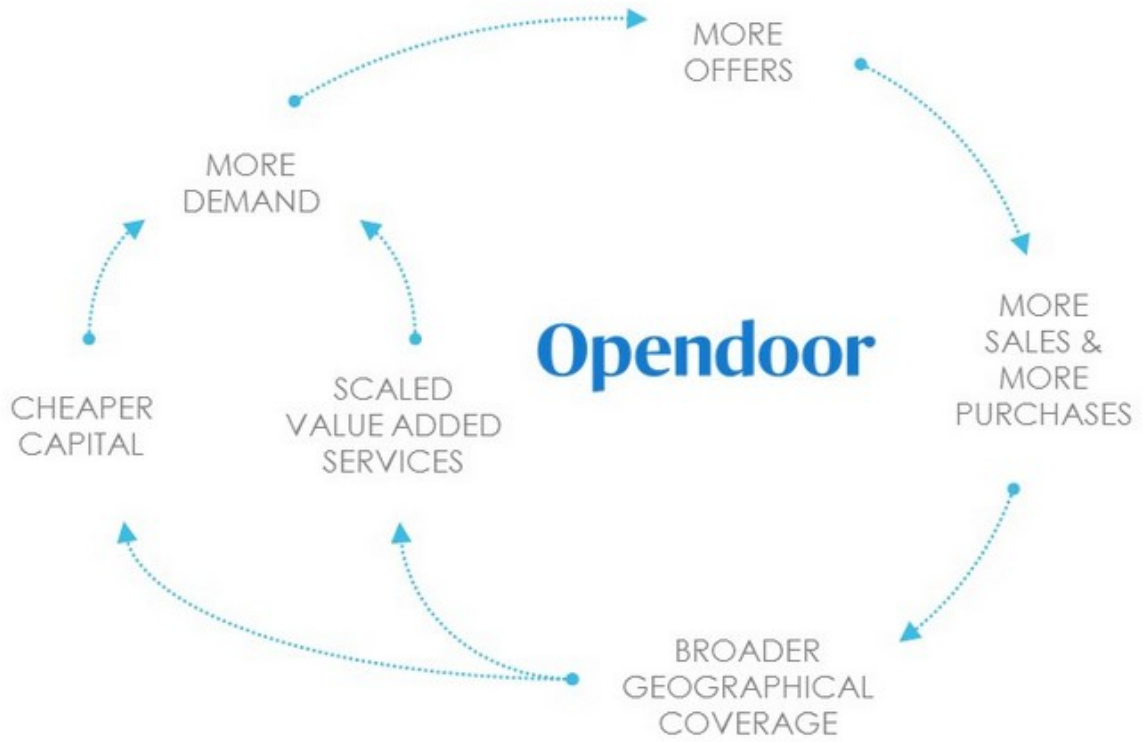 MORE
OFFERS
MORE
DEMAND
MORE
SALES &
MORE
PURCHASES
Opendoor
CHEAPER
CAPITAL
SCALED
VALUE ADDED
SERVICES
BROADER
GEOGRAPHICAL
COVERAGE